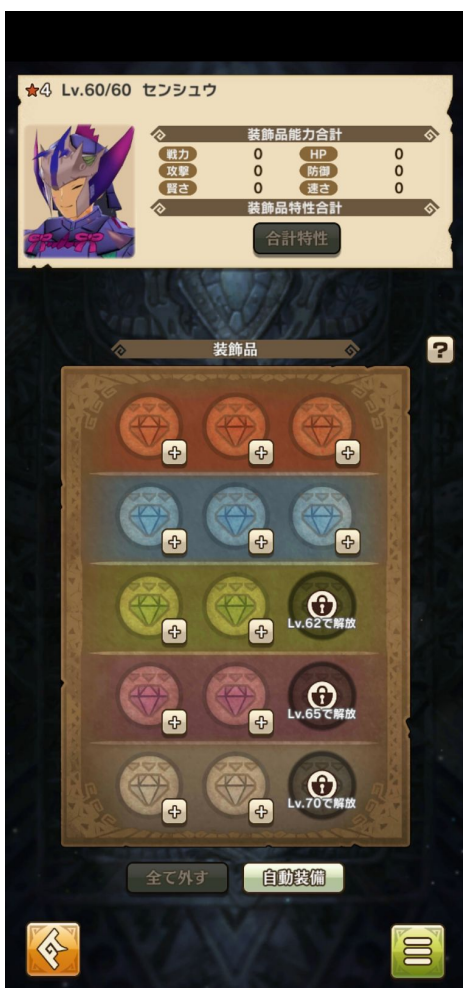 ★4 Lv.60/60 センシュウ
装飾品能力合計
戦力 0 HP 0
攻撃 0 防御 0
賢さ 0 速さ 0
装飾品特性合計
合計特性
装飾品
?
Lv.62で解放
Lv.65で解放
Lv.70で解放
全て外す 自動装備